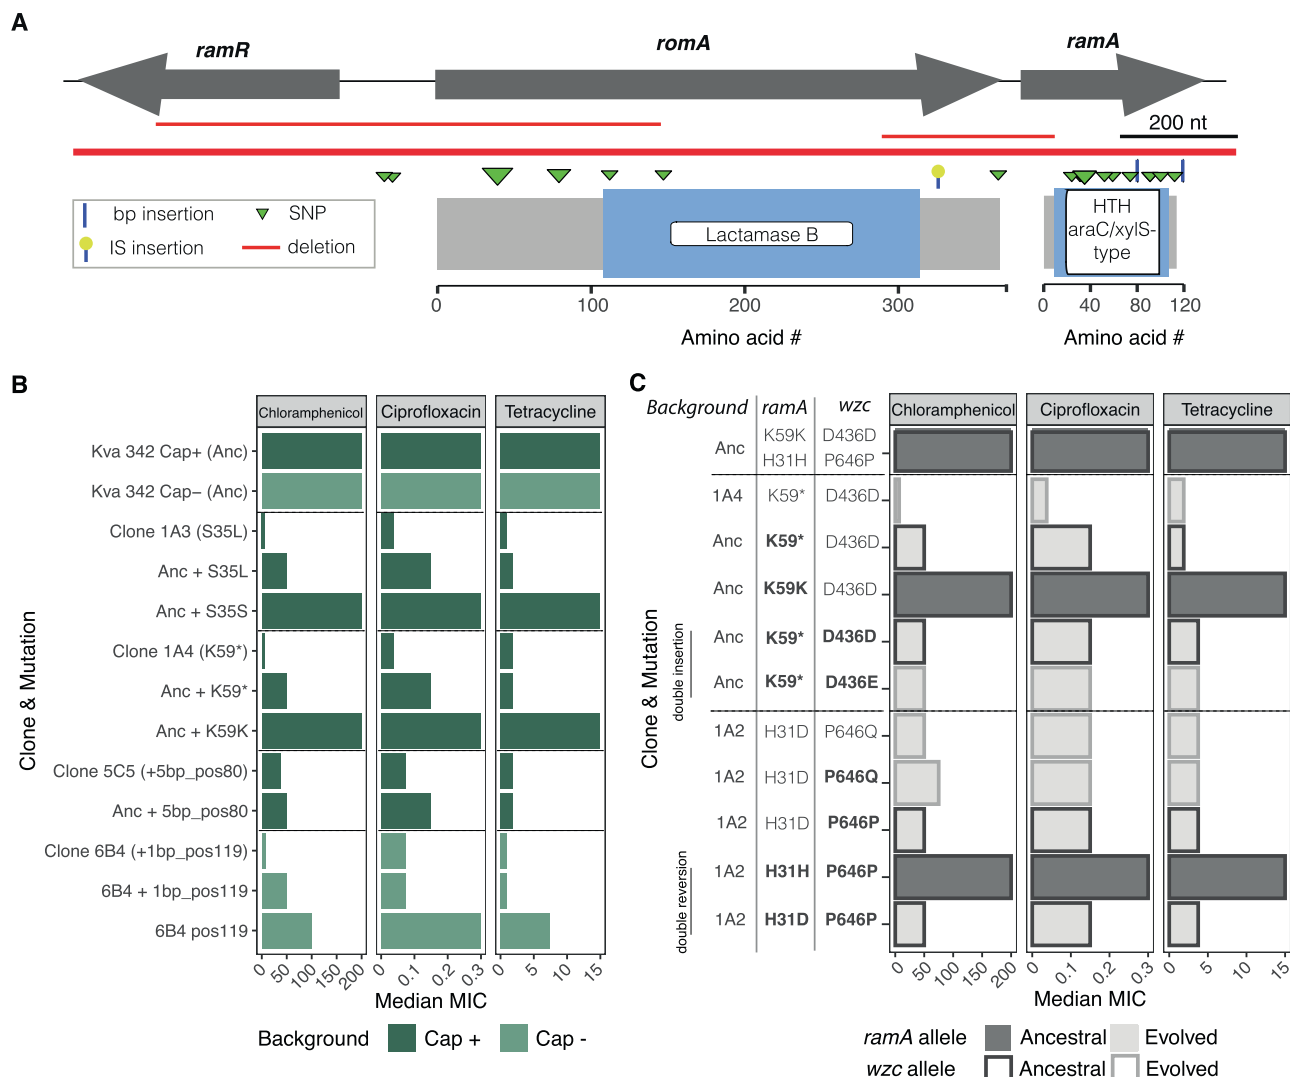 A
ramR
romA
ramA
200 nt
bp insertion
SNP
IS insertion
deletion
Lactamase B
HTH
araC/xylS-
type
0 100 200 300
0 40 80 120
Amino acid #
Amino acid #
B
Chloramphenicol Ciprofloxacin Tetracycline
Kva 342 Cap+ (Anc)
Kva 342 Cap− (Anc)
Clone 1A3 (S35L)
Anc + S35L
Anc + S35S
Clone 1A4 (K59*)
Anc + K59*
Anc + K59K
Clone 5C5 (+5bp_pos80)
Anc + 5bp_pos80
Clone 6B4 (+1bp_pos119)
6B4 + 1bp_pos119
6B4 pos119
Clone & Mutation
0 50 100 150 200
0 0.1 0.2 0.3
0 5 10 15
Median MIC
Background Cap + Cap -
C
Background ramA wzc Chloramphenicol Ciprofloxacin Tetracycline
Anc K59K D436D
H31H P646P
1A4 K59* D436D
Anc K59* D436D
Anc K59K D436D
Anc K59* D436D
Anc K59* D436E
1A2 H31D P646Q
1A2 H31D P646Q
1A2 H31D P646P
1A2 H31H P646P
1A2 H31D P646P
Clone & Mutation
double insertion
double reversion
0 50 100 150 200
0 0.1 0.2 0.3
0 5 10 15
Median MIC
ramA allele Ancestral Evolved
wzc allele Ancestral Evolved